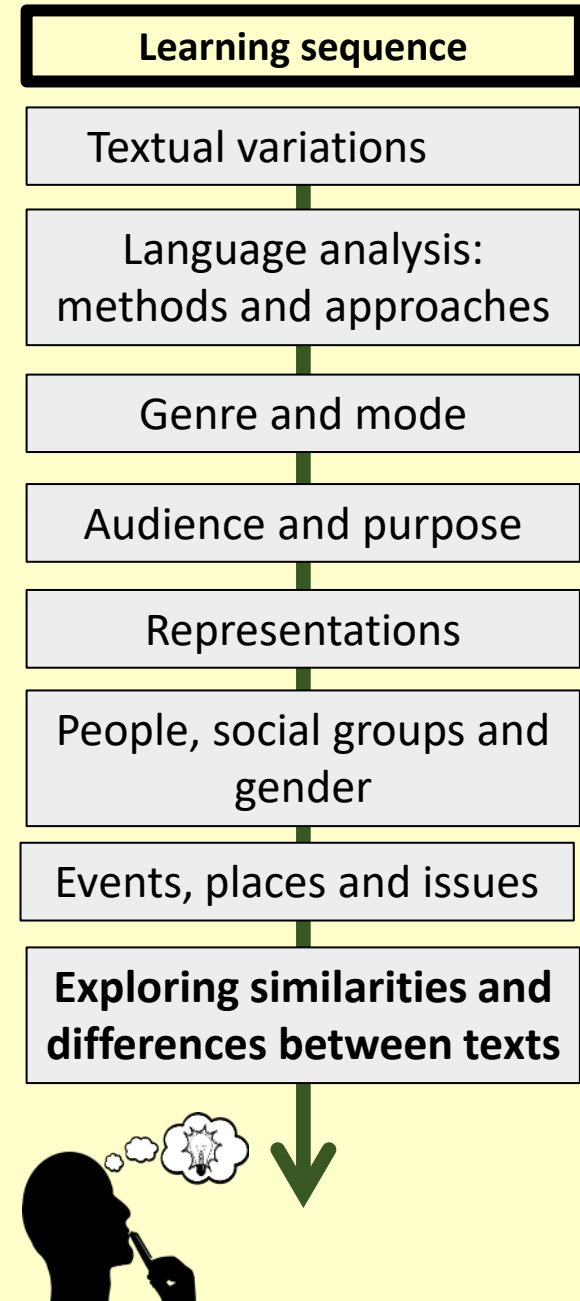 Learning sequence
Textual variations
Language analysis:
methods and approaches
Genre and mode
Audience and purpose
Representations
People, social groups and
gender
Events, places and issues
Exploring similarities and
differences between texts